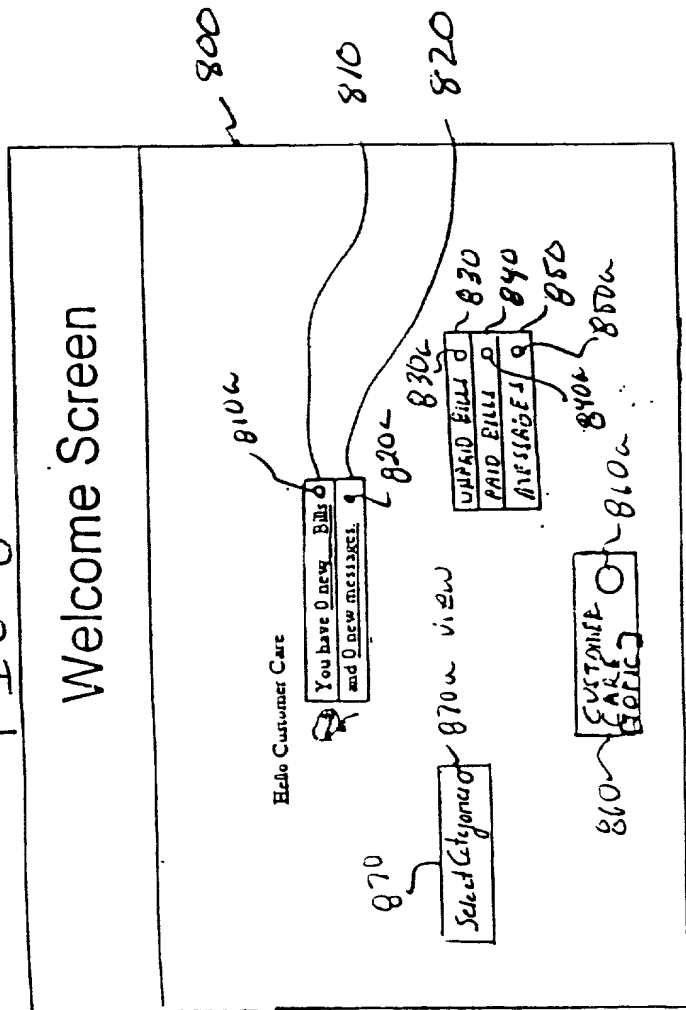 Welcome Screen
800
Hello Customer Care
810a
You have 0 new Bills
810
and 0 new messages.
820a
820
870
Select Categories
870a view
830a
UNPAID BILLS
830
PAID BILLS
840
MESSAGES
850
840a
850a
860
CUSTOMER
CARE
TOPIC
860a